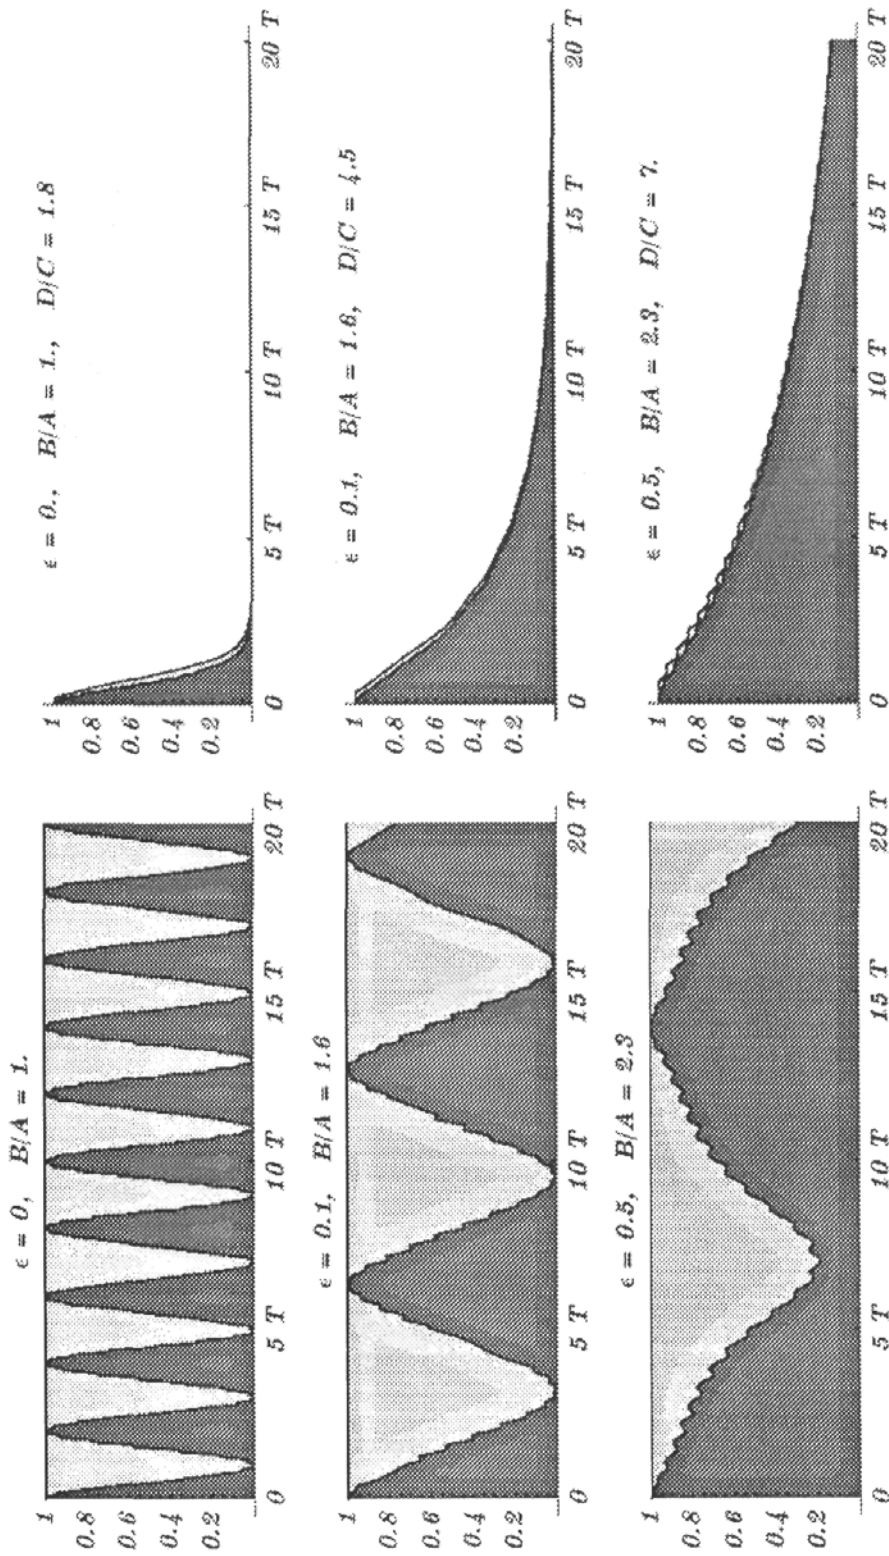 ϵ = 0, B/A = 1.
1
0.8
0.6
0.4
0.2
0 5 T 10 T 15 T 20 T
ϵ = 0., B/A = 1., D/C = 1.8
1
0.8
0.6
0.4
0.2
0 5 T 10 T 15 T 20 T
ϵ = 0.1, B/A = 1.6
1
0.8
0.6
0.4
0.2
0 5 T 10 T 15 T 20 T
ϵ = 0.1, B/A = 1.6, D/C = 4.5
1
0.8
0.6
0.4
0.2
0 5 T 10 T 15 T 20 T
ϵ = 0.5, B/A = 2.3
1
0.8
0.6
0.4
0.2
0 5 T 10 T 15 T 20 T
ϵ = 0.5, B/A = 2.3, D/C = 7.
1
0.8
0.6
0.4
0.2
0 5 T 10 T 15 T 20 T